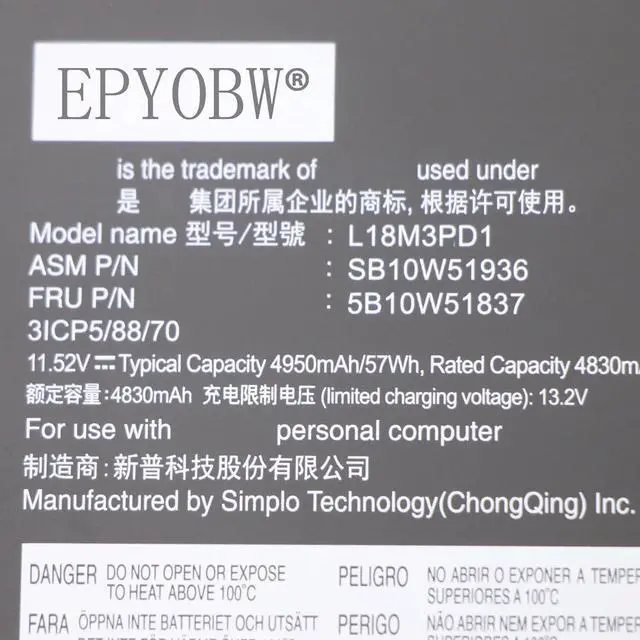 EPYOBW®
is the trademark of used under
是 集团所属企业的商标, 根据许可使用。
Model name 型号/型號 : L18M3PD1
ASM P/N : SB10W51936
FRU P/N : 5B10W51837
3ICP5/88/70
11.52V⎓Typical Capacity 4950mAh/57Wh, Rated Capacity 4830m
额定容量:4830mAh 充电限制电压 (limited charging voltage): 13.2V
For use with personal computer
制造商:新普科技股份有限公司
Manufactured by Simplo Technology(ChongQing) Inc.
DANGER DO NOT OPEN OR EXPOSE TO HEAT ABOVE 100°C
PELIGRO NO ABRIR O EXPONER A TEMPER SUPERIORES A 100°C
FARA ÖPPNA INTE BATTERIET OCH UTSÄTT
PERIGO NÃO ABRIR NEM EXPOR A TEMPER